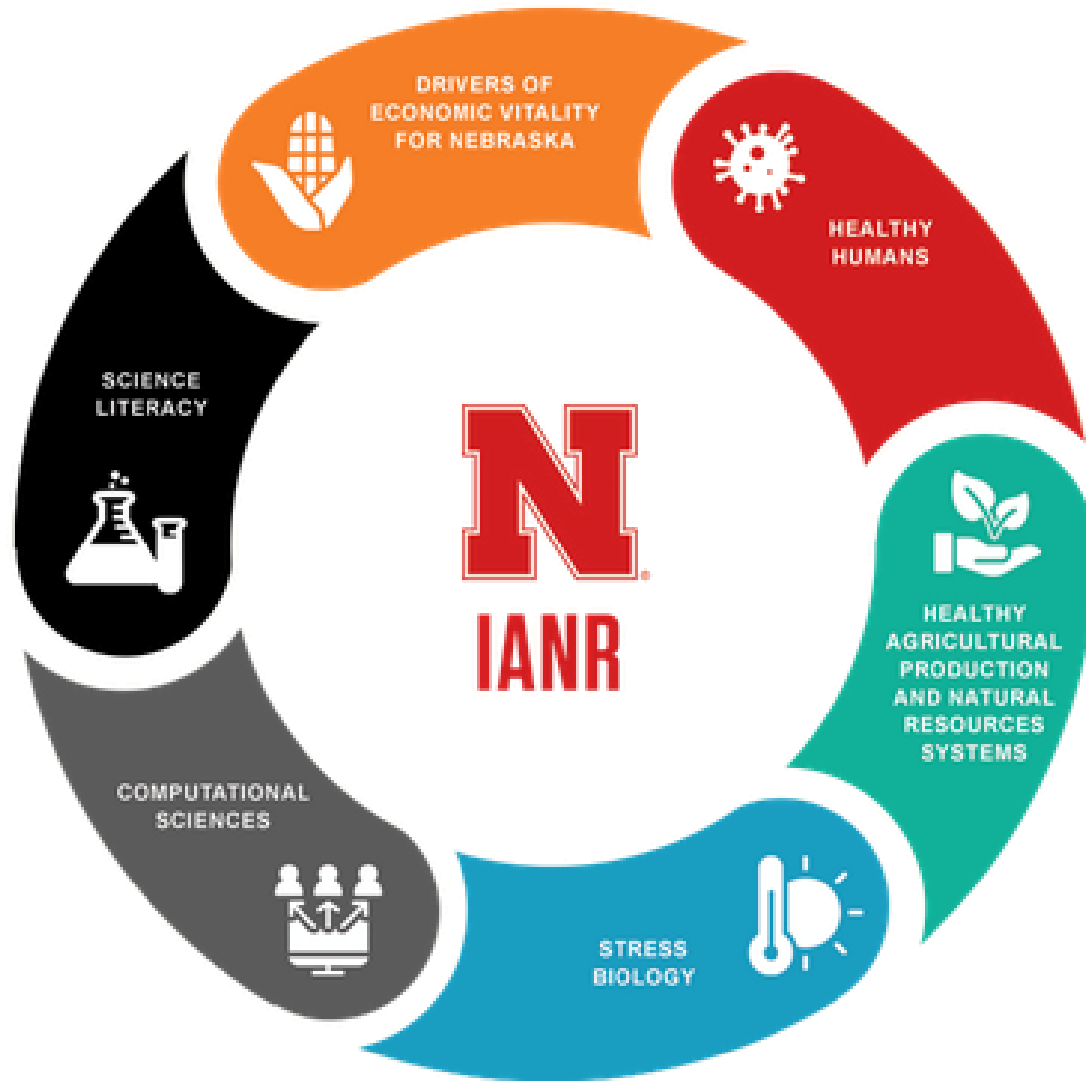 DRIVERS OF
ECONOMIC VITALITY
FOR NEBRASKA
HEALTHY
HUMANS
HEALTHY
AGRICULTURAL
PRODUCTION
AND NATURAL
RESOURCES
SYSTEMS
STRESS
BIOLOGY
COMPUTATIONAL
SCIENCES
SCIENCE
LITERACY
N
IANR